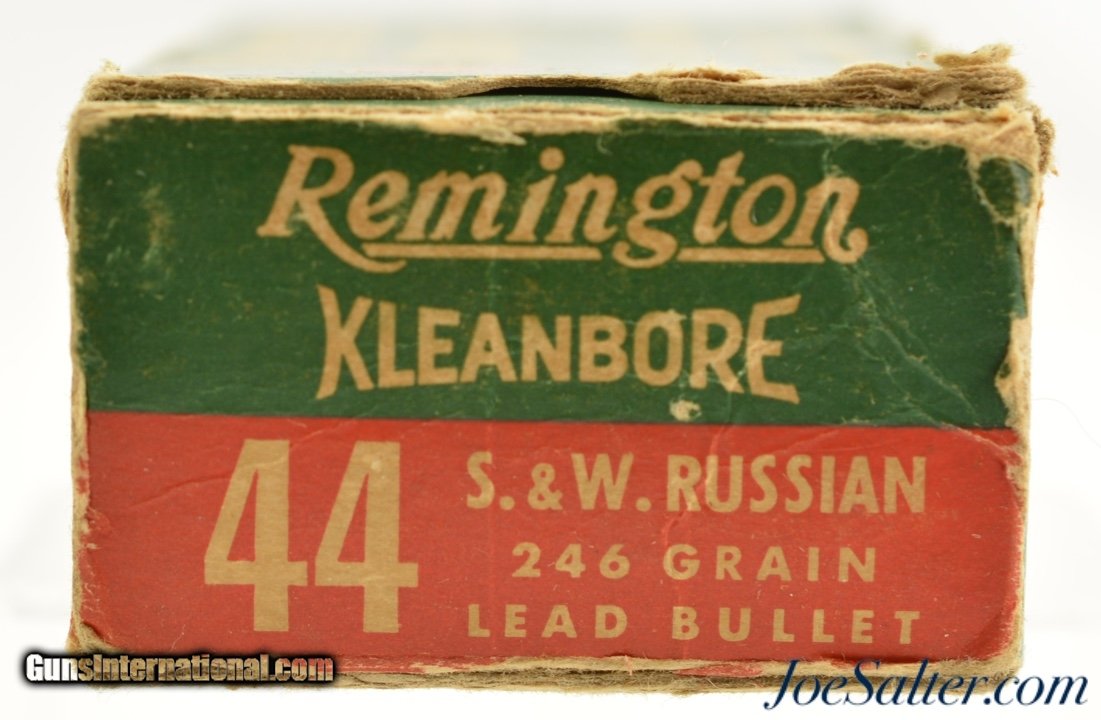 Remington
KLEANBORE
44 S. & W. RUSSIAN
246 GRAIN
LEAD BULLET
GunsInternational.com
JoeSalter.com